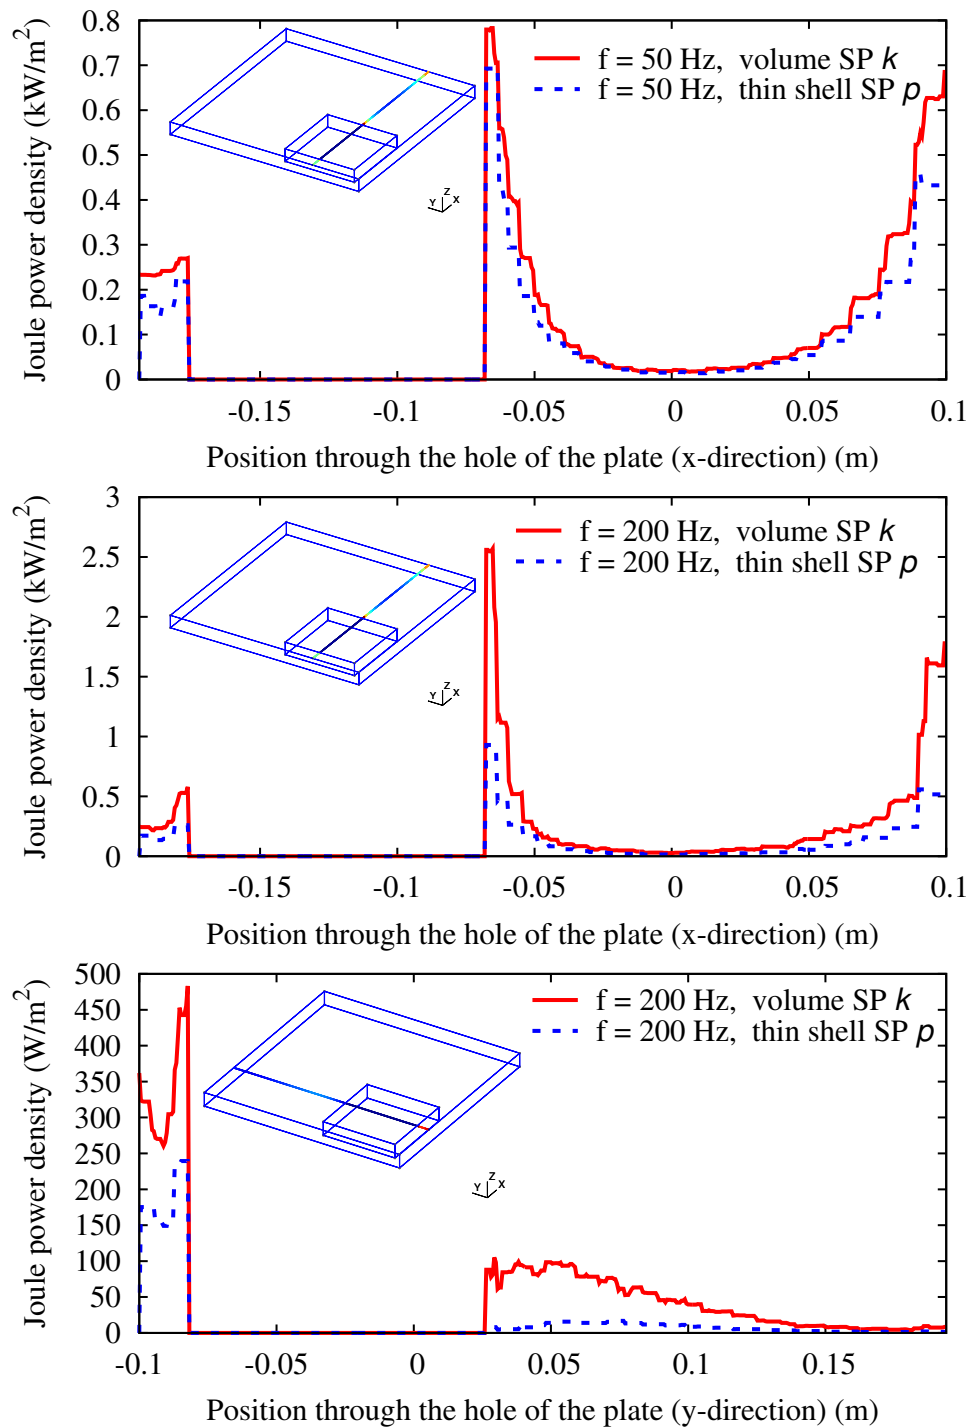 Joule power density (kW/m²)
0.8
0.7
0.6
0.5
0.4
0.3
0.2
0.1
0
f = 50 Hz, volume SP k
f = 50 Hz, thin shell SP p
Y Z X
-0.15 -0.1 -0.05 0 0.05 0.1
Position through the hole of the plate (x-direction) (m)
Joule power density (kW/m²)
3
2.5
2
1.5
1
0.5
0
f = 200 Hz, volume SP k
f = 200 Hz, thin shell SP p
Y Z X
-0.15 -0.1 -0.05 0 0.05 0.1
Position through the hole of the plate (x-direction) (m)
Joule power density (W/m²)
500
450
400
350
300
250
200
150
100
50
0
f = 200 Hz, volume SP k
f = 200 Hz, thin shell SP p
Y Z X
-0.1 -0.05 0 0.05 0.1 0.15
Position through the hole of the plate (y-direction) (m)